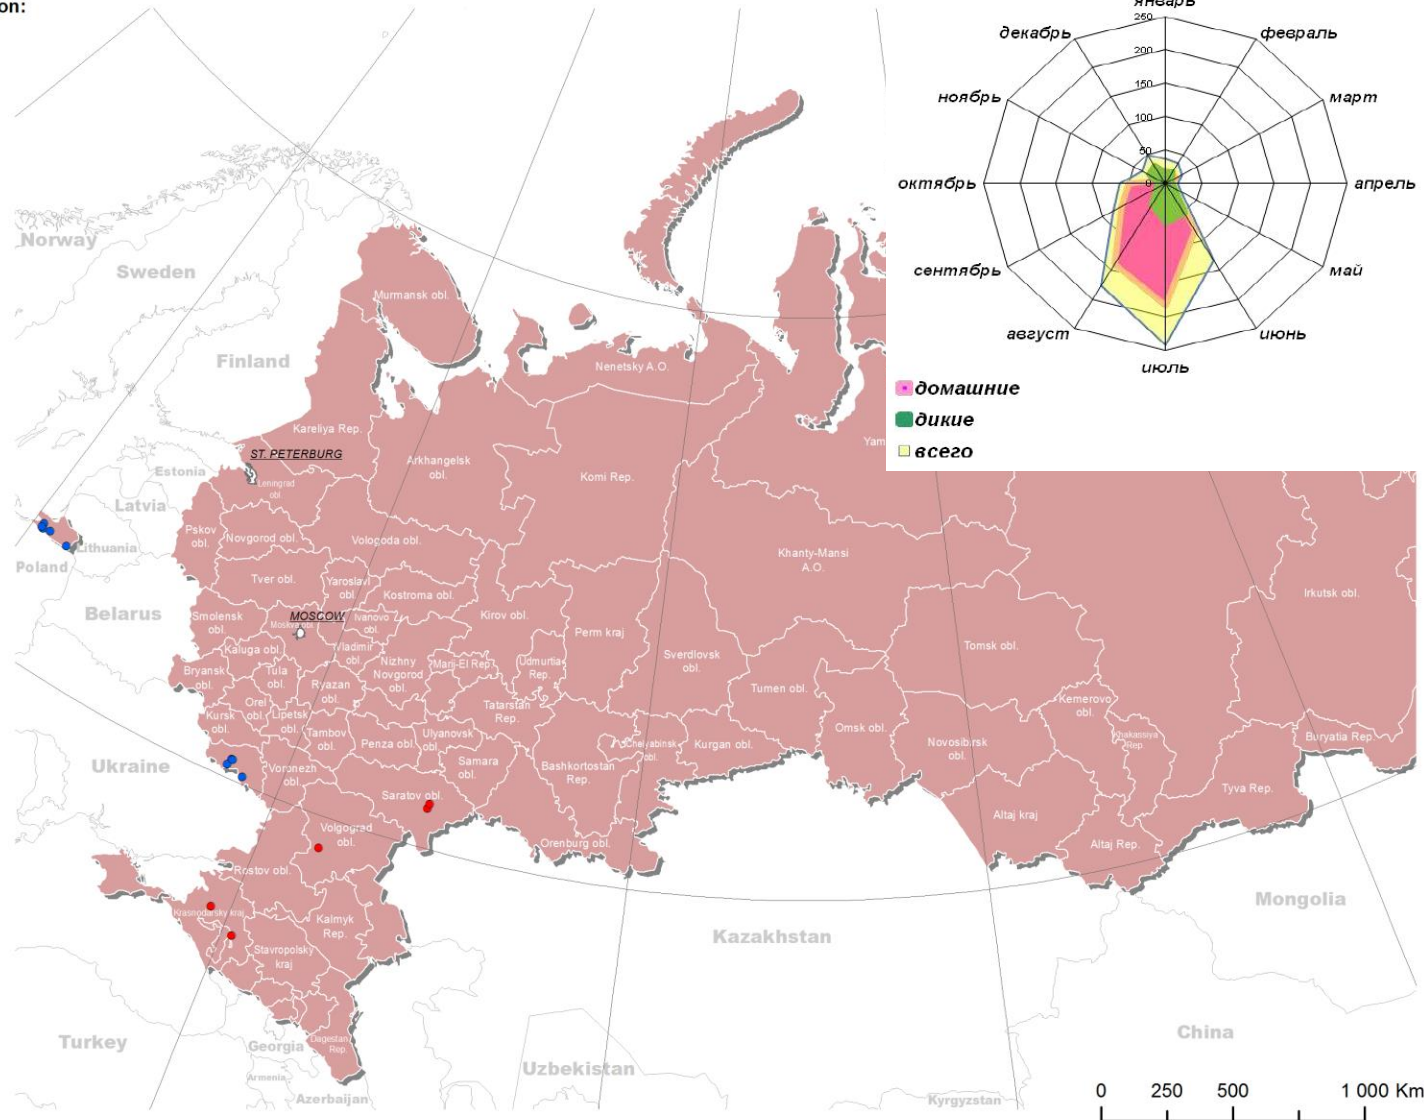 on:
январь
250
декабрь
февраль
200
150
ноябрь
март
100
50
октябрь
0
апрель
сентябрь
май
август
июнь
июль
домашние
дикие
всего
Norway
Sweden
Finland
Murmansk obl.
Nenetsky A.O.
Kareliya Rep.
ST. PETERBURG
Leningrad
obl
Arkhangelsk
obl.
Komi Rep.
Yam
Estonia
Latvia
Lithuania
Poland
Belarus
Pskov
obl.
Novgorod obl.
Vologoda obl.
Khanty-Mansi
A.O.
Irkutsk obl.
Tver obl.
Yaroslavl
obl.
Kostroma obl.
Smolensk
obl.
MOSCOW
Moskva obl.
Ivanovo
obl.
Kirov obl.
Perm kraj
Sverdlovsk
obl.
Tomsk obl.
Kaluga obl.
Vladimir
obl.
Bryansk
obl.
Tula
obl.
Ryazan
obl.
Nizhny
Novgorod
obl.
Marij-El Rep.
Udmurtia
Rep.
Tumen obl.
Kemerovo
obl.
Orel
obl.
Kursk
obl.
Lipetsk
obl.
Tambov
obl.
Penza obl.
Ulyanovsk
obl.
Tatarstan
Rep.
Samara
obl.
Bashkortostan
Rep.
Chelyabinsk
obl.
Kurgan obl.
Omsk obl.
Novosibirsk
obl.
Khakassiya
Rep
Buryatia Rep.
Ukraine
Voronezh
obl.
Saratov obl.
Orenburg obl.
Altaj kraj
Altaj Rep.
Tyva Rep.
Volgograd
obl.
Rostov obl.
Krasnodarsky kraj
Kalmyk
Rep.
Stavropolsky
kraj
Dagestan
Rep.
Kazakhstan
Mongolia
China
Turkey
Georgia
Armenia
Azerbaijan
Uzbekistan
Kyrgyzstan
0 250 500 1 000 Km